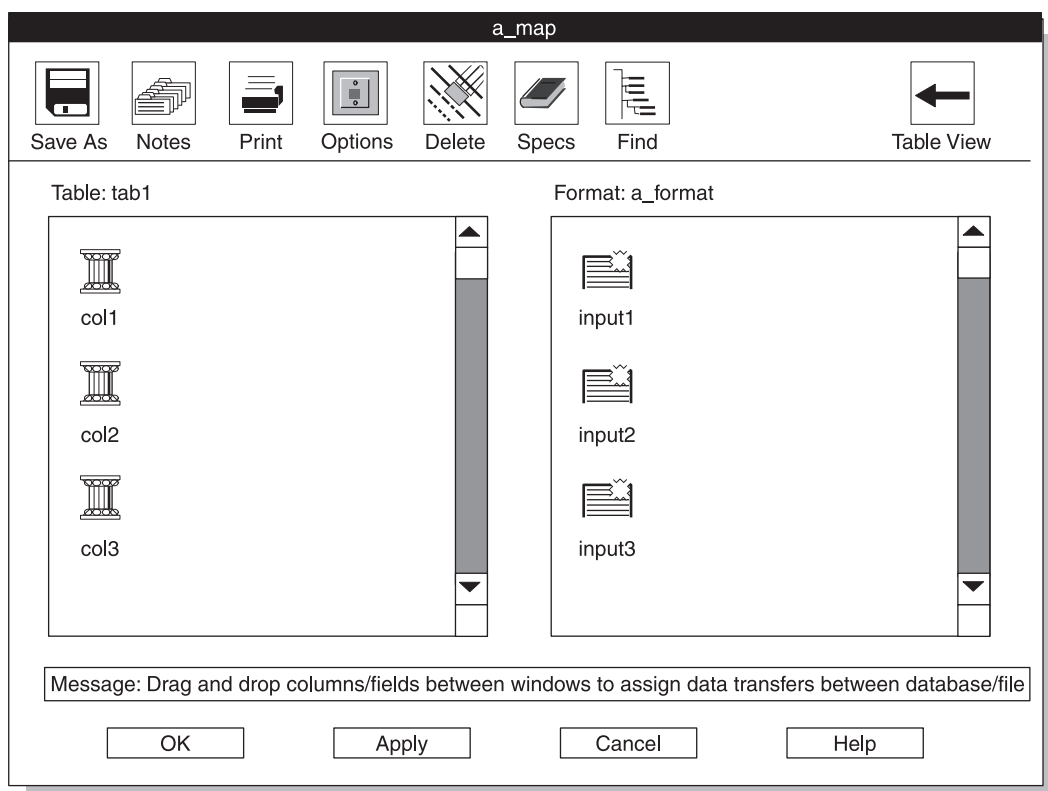 a_map
Save As Notes Print Options Delete Specs Find Table View
Table: tab1
Format: a_format
col1
col2
col3
input1
input2
input3
Message: Drag and drop columns/fields between windows to assign data transfers between database/file
OK Apply Cancel Help